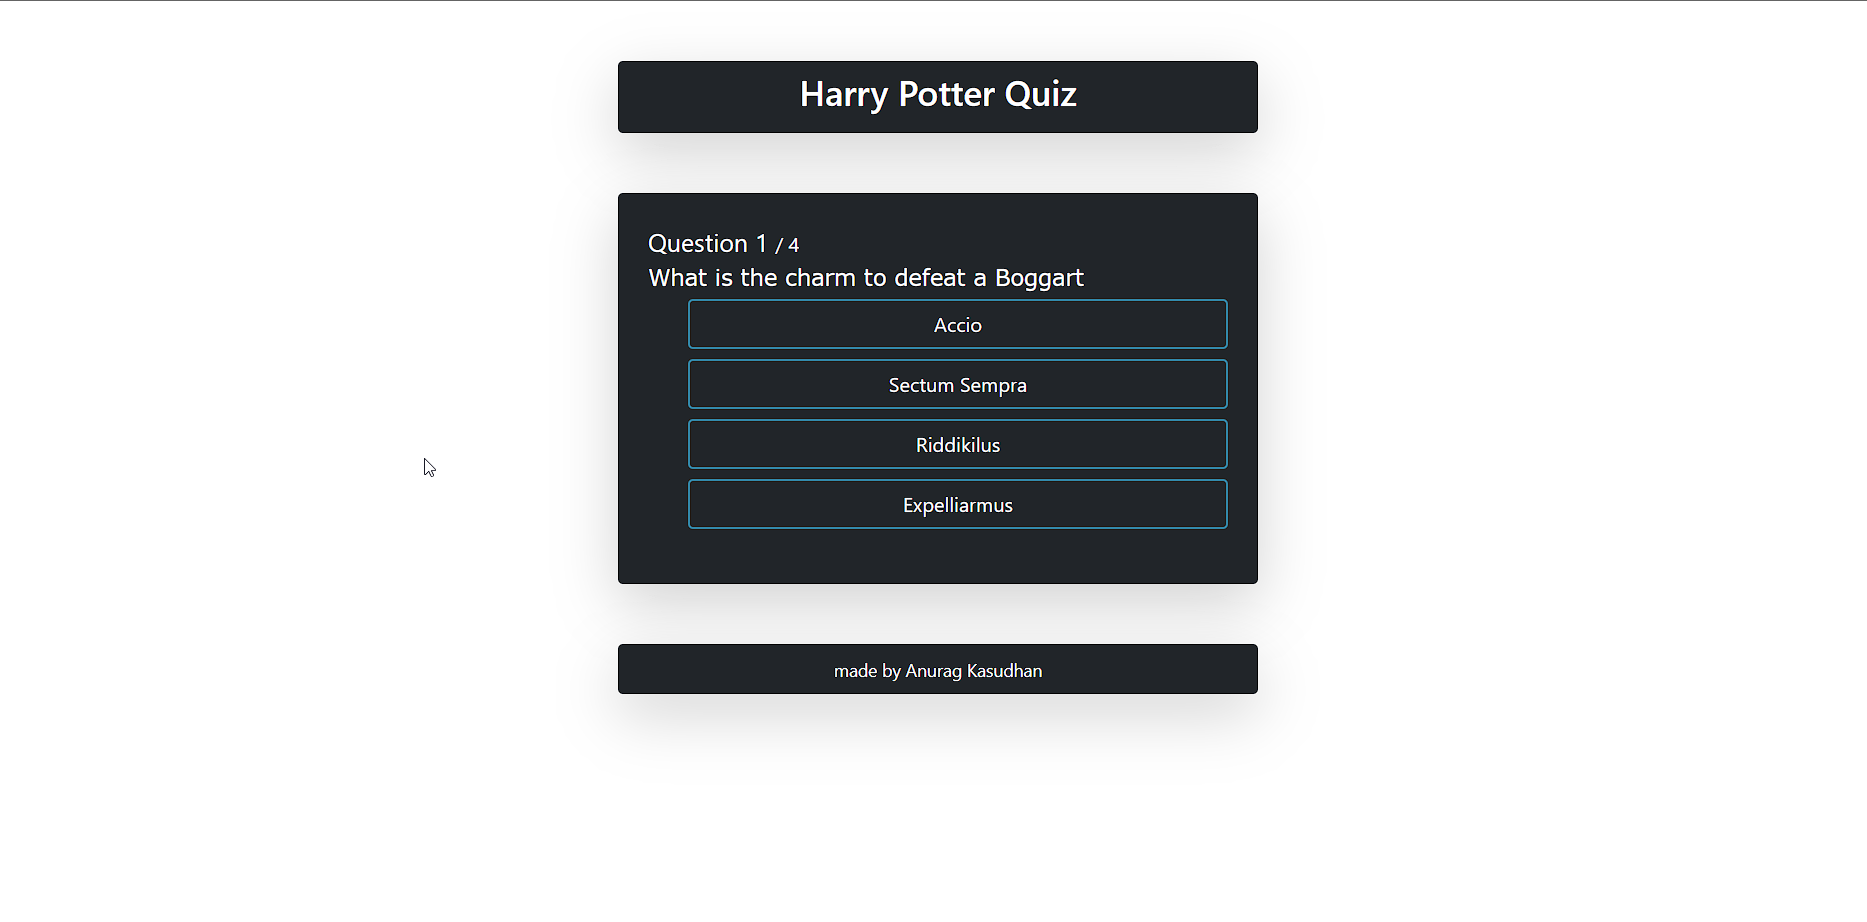 Harry Potter Quiz
Question 1 / 4
What is the charm to defeat a Boggart
Accio
Sectum Sempra
Riddikilus
Expelliarmus
made by Anurag Kasudhan